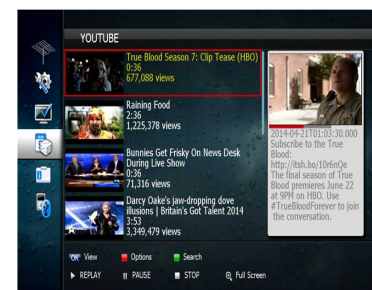 YOUTUBE
True Blood Season 7: Clip Tease (HBO)
0:36
677,088 views
Raining Food
2:36
1,225,378 views
Bunnies Get Frisky On News Desk
During Live Show
0:36
71,316 views
Darcy Oake's jaw-dropping dove
illusions | Britain's Got Talent 2014
3:53
3,349,479 views
2014-04-21T01:03:30.000
Subscribe to the True
Blood:
http://itsh.bo/10r6nQe
The final season of True
Blood premieres June 22
at 9PM on HBO. Use
#TrueBloodForever to join
the conversation.
OK View Options Search
REPLAY PAUSE STOP Full Screen